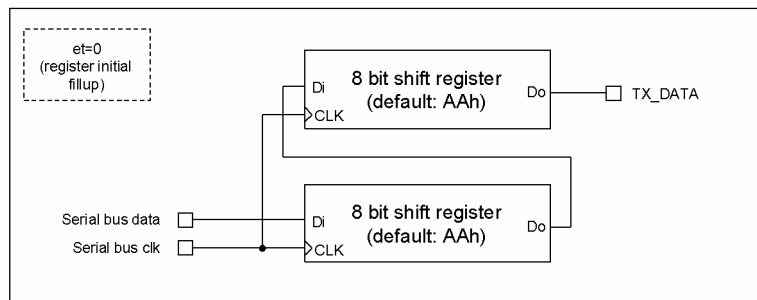 et=0
(register initial
fillup)
8 bit shift register
(default: AAh)
Di
CLK
Do
TX_DATA
8 bit shift register
(default: AAh)
Serial bus data
Di
Do
Serial bus clk
CLK